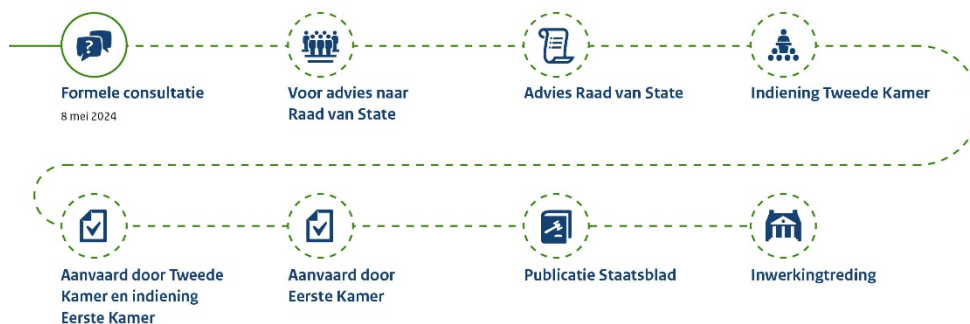 ?
Formele consultatie
8 mei 2024
Voor advies naar
Raad van State
Advies Raad van State
Indiening Tweede Kamer
Aanvaard door Tweede
Kamer en indiening
Eerste Kamer
Aanvaard door
Eerste Kamer
Publicatie Staatsblad
Inwerkingtreding